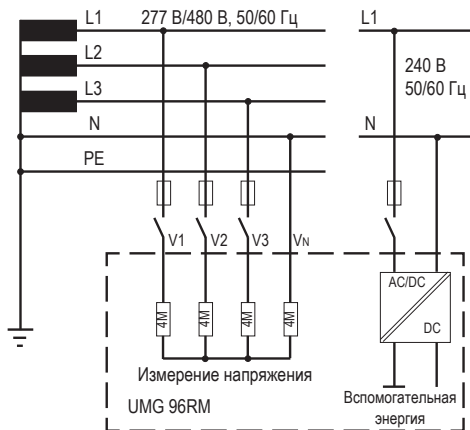 L1
277 В/480 В, 50/60 Гц
L1
L2
L3
240 В
50/60 Гц
N
N
PE
V1
V2
V3
VN
4M
4M
4M
4M
AC/DC
DC
Измерение напряжения
UMG 96RM
Вспомогательная
энергия